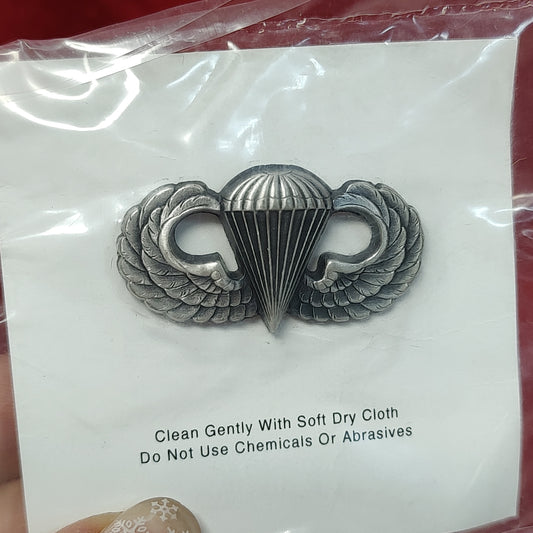 Clean Gently With Soft Dry Cloth
Do Not Use Chemicals Or Abrasives